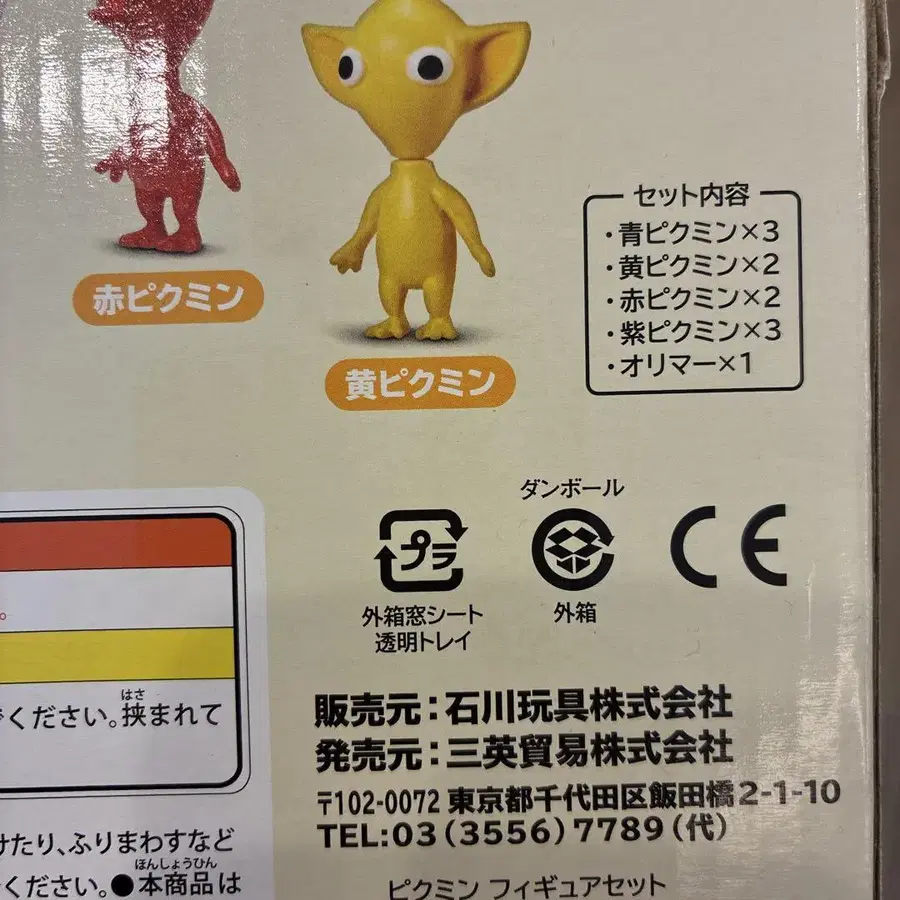 赤ピクミン
黄ピクミン
セット内容
・青ピクミン×3
・黄ピクミン×2
・赤ピクミン×2
・紫ピクミン×3
・オリマー×1
プラ
外箱窓シート
透明トレイ
ダンボール
外箱
CE
。
ください。挟まれて
はさ
販売元:石川玩具株式会社
発売元:三英貿易株式会社
〒102-0072 東京都千代田区飯田橋2-1-10
TEL:03(3556)7789(代)
けたり、ふりまわすなど
ください。●本商品は
ほんしょうひん
ピクミン フィギュアセット